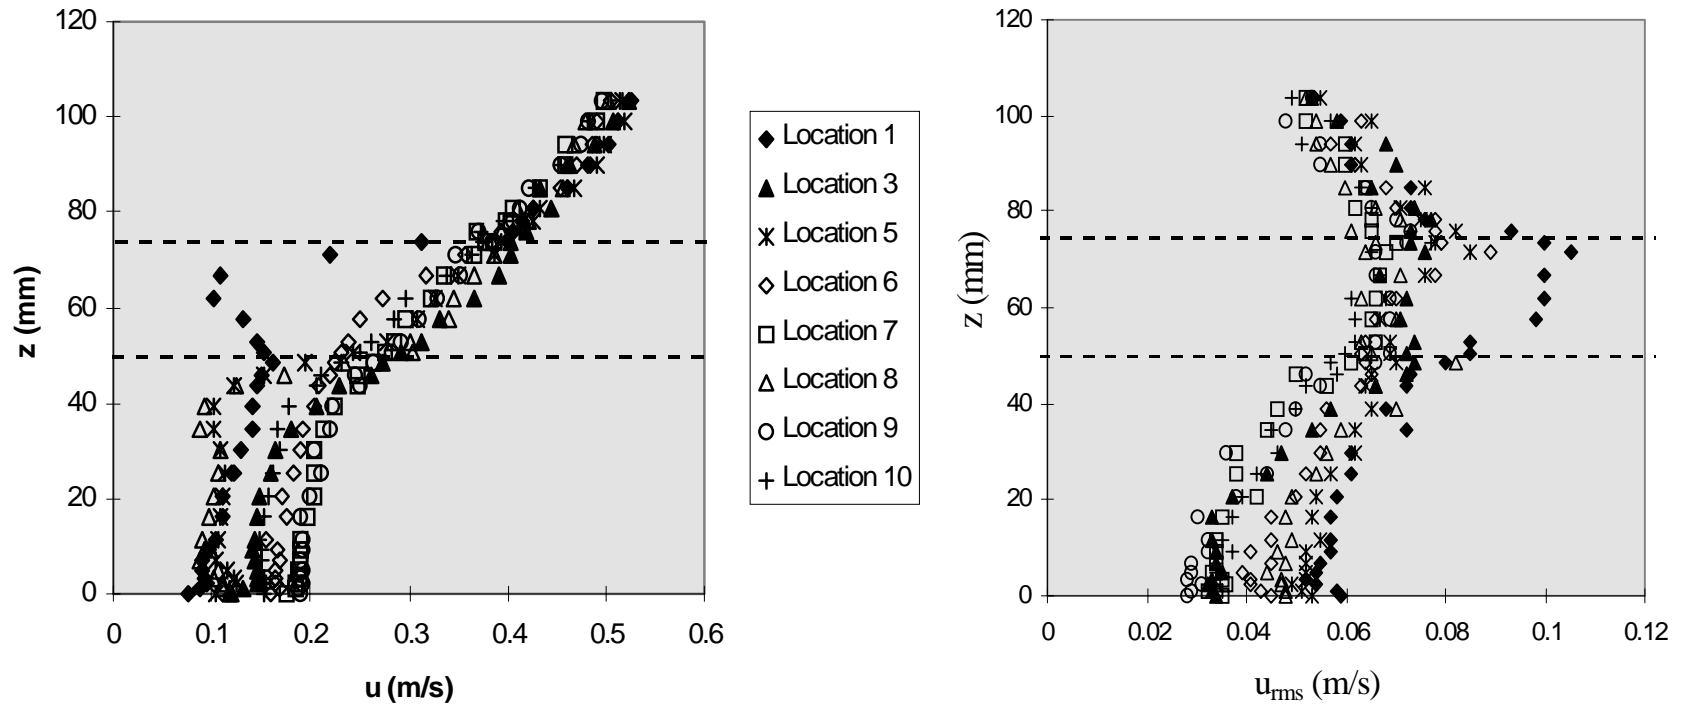 120
100
80
60
40
20
0
z (mm)
0
0.1
0.2
0.3
0.4
0.5
0.6
u (m/s)
Location 1
Location 3
Location 5
Location 6
Location 7
Location 8
Location 9
Location 10
120
100
80
60
40
20
0
z (mm)
0
0.02
0.04
0.06
0.08
0.1
0.12
urms (m/s)